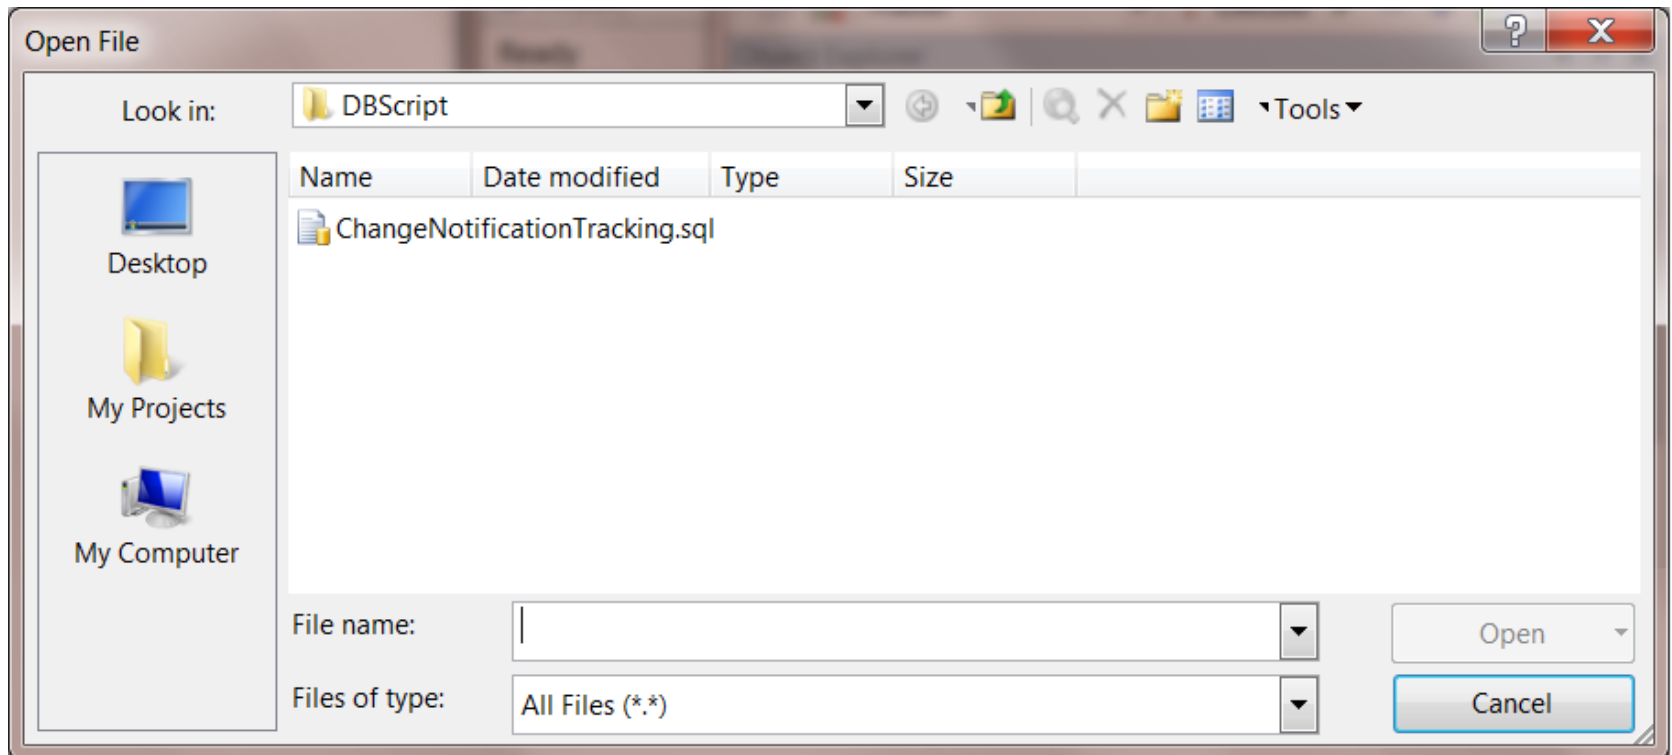 Open File
Look in:
DBScript
Tools
Name Date modified Type Size
ChangeNotificationTracking.sql
Desktop
My Projects
My Computer
File name:
Open
Files of type:
All Files (*.*)
Cancel